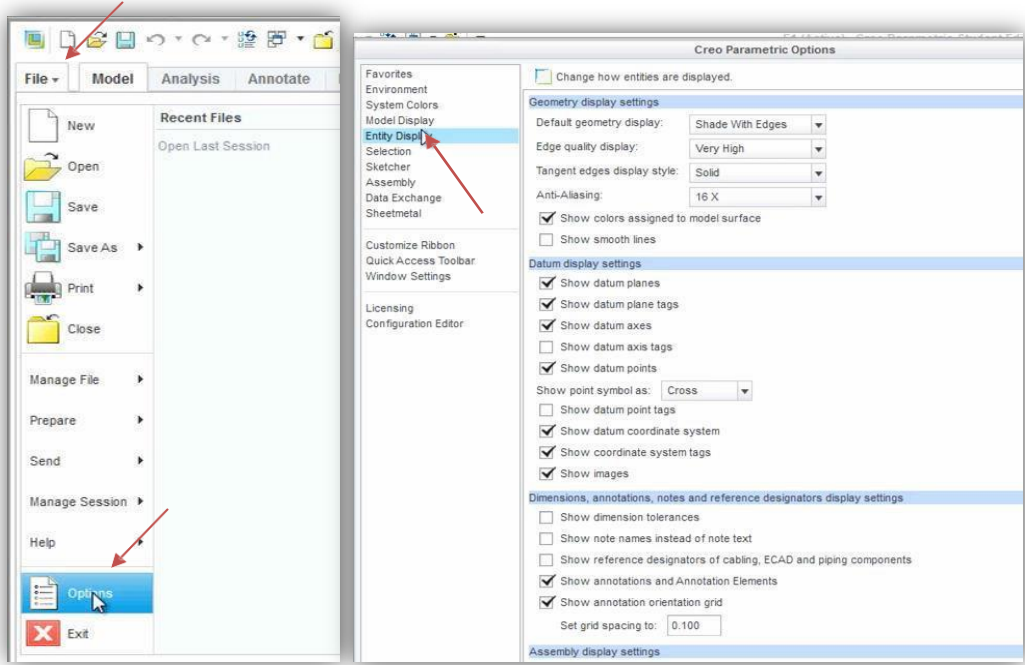 File
Model
Analysis
Annotate
New
Open
Save
Save As
Print
Close
Manage File
Prepare
Send
Manage Session
Help
Options
Exit
Recent Files
Open Last Session
Creo Parametric Options
Favorites
Environment
System Colors
Model Display
Entity Display
Selection
Sketcher
Assembly
Data Exchange
Sheetmetal
Customize Ribbon
Quick Access Toolbar
Window Settings
Licensing
Configuration Editor
Change how entities are displayed.
Geometry display settings
Default geometry display: Shade With Edges
Edge quality display: Very High
Tangent edges display style: Solid
Anti-Aliasing: 16 X
Show colors assigned to model surface
Show smooth lines
Datum display settings
Show datum planes
Show datum plane tags
Show datum axes
Show datum axis tags
Show datum points
Show point symbol as: Cross
Show datum point tags
Show datum coordinate system
Show coordinate system tags
Show images
Dimensions, annotations, notes and reference designators display settings
Show dimension tolerances
Show note names instead of note text
Show reference designators of cabling, ECAD and piping components
Show annotations and Annotation Elements
Show annotation orientation grid
Set grid spacing to: 0.100
Assembly display settings